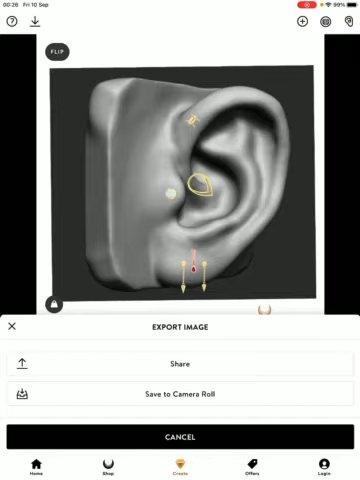 00:26 Fri 10 Sep
99%
FLIP
EXPORT IMAGE
Share
Save to Camera Roll
CANCEL
Home
Shop
Create
Offers
Login